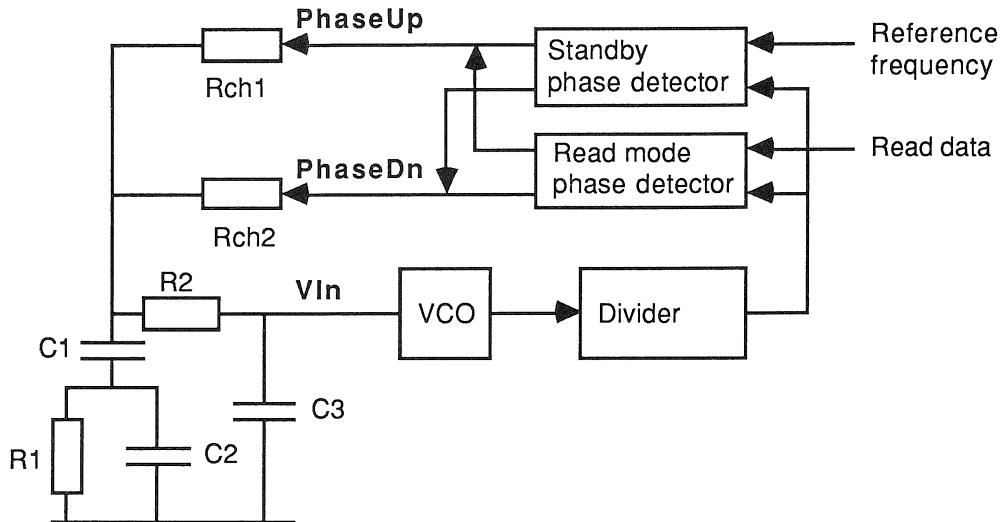 PhaseUp
Rch1
Standby
phase detector
Reference
frequency
PhaseDn
Rch2
Read mode
phase detector
Read data
R2
VIn
VCO
Divider
C1
R1
C2
C3